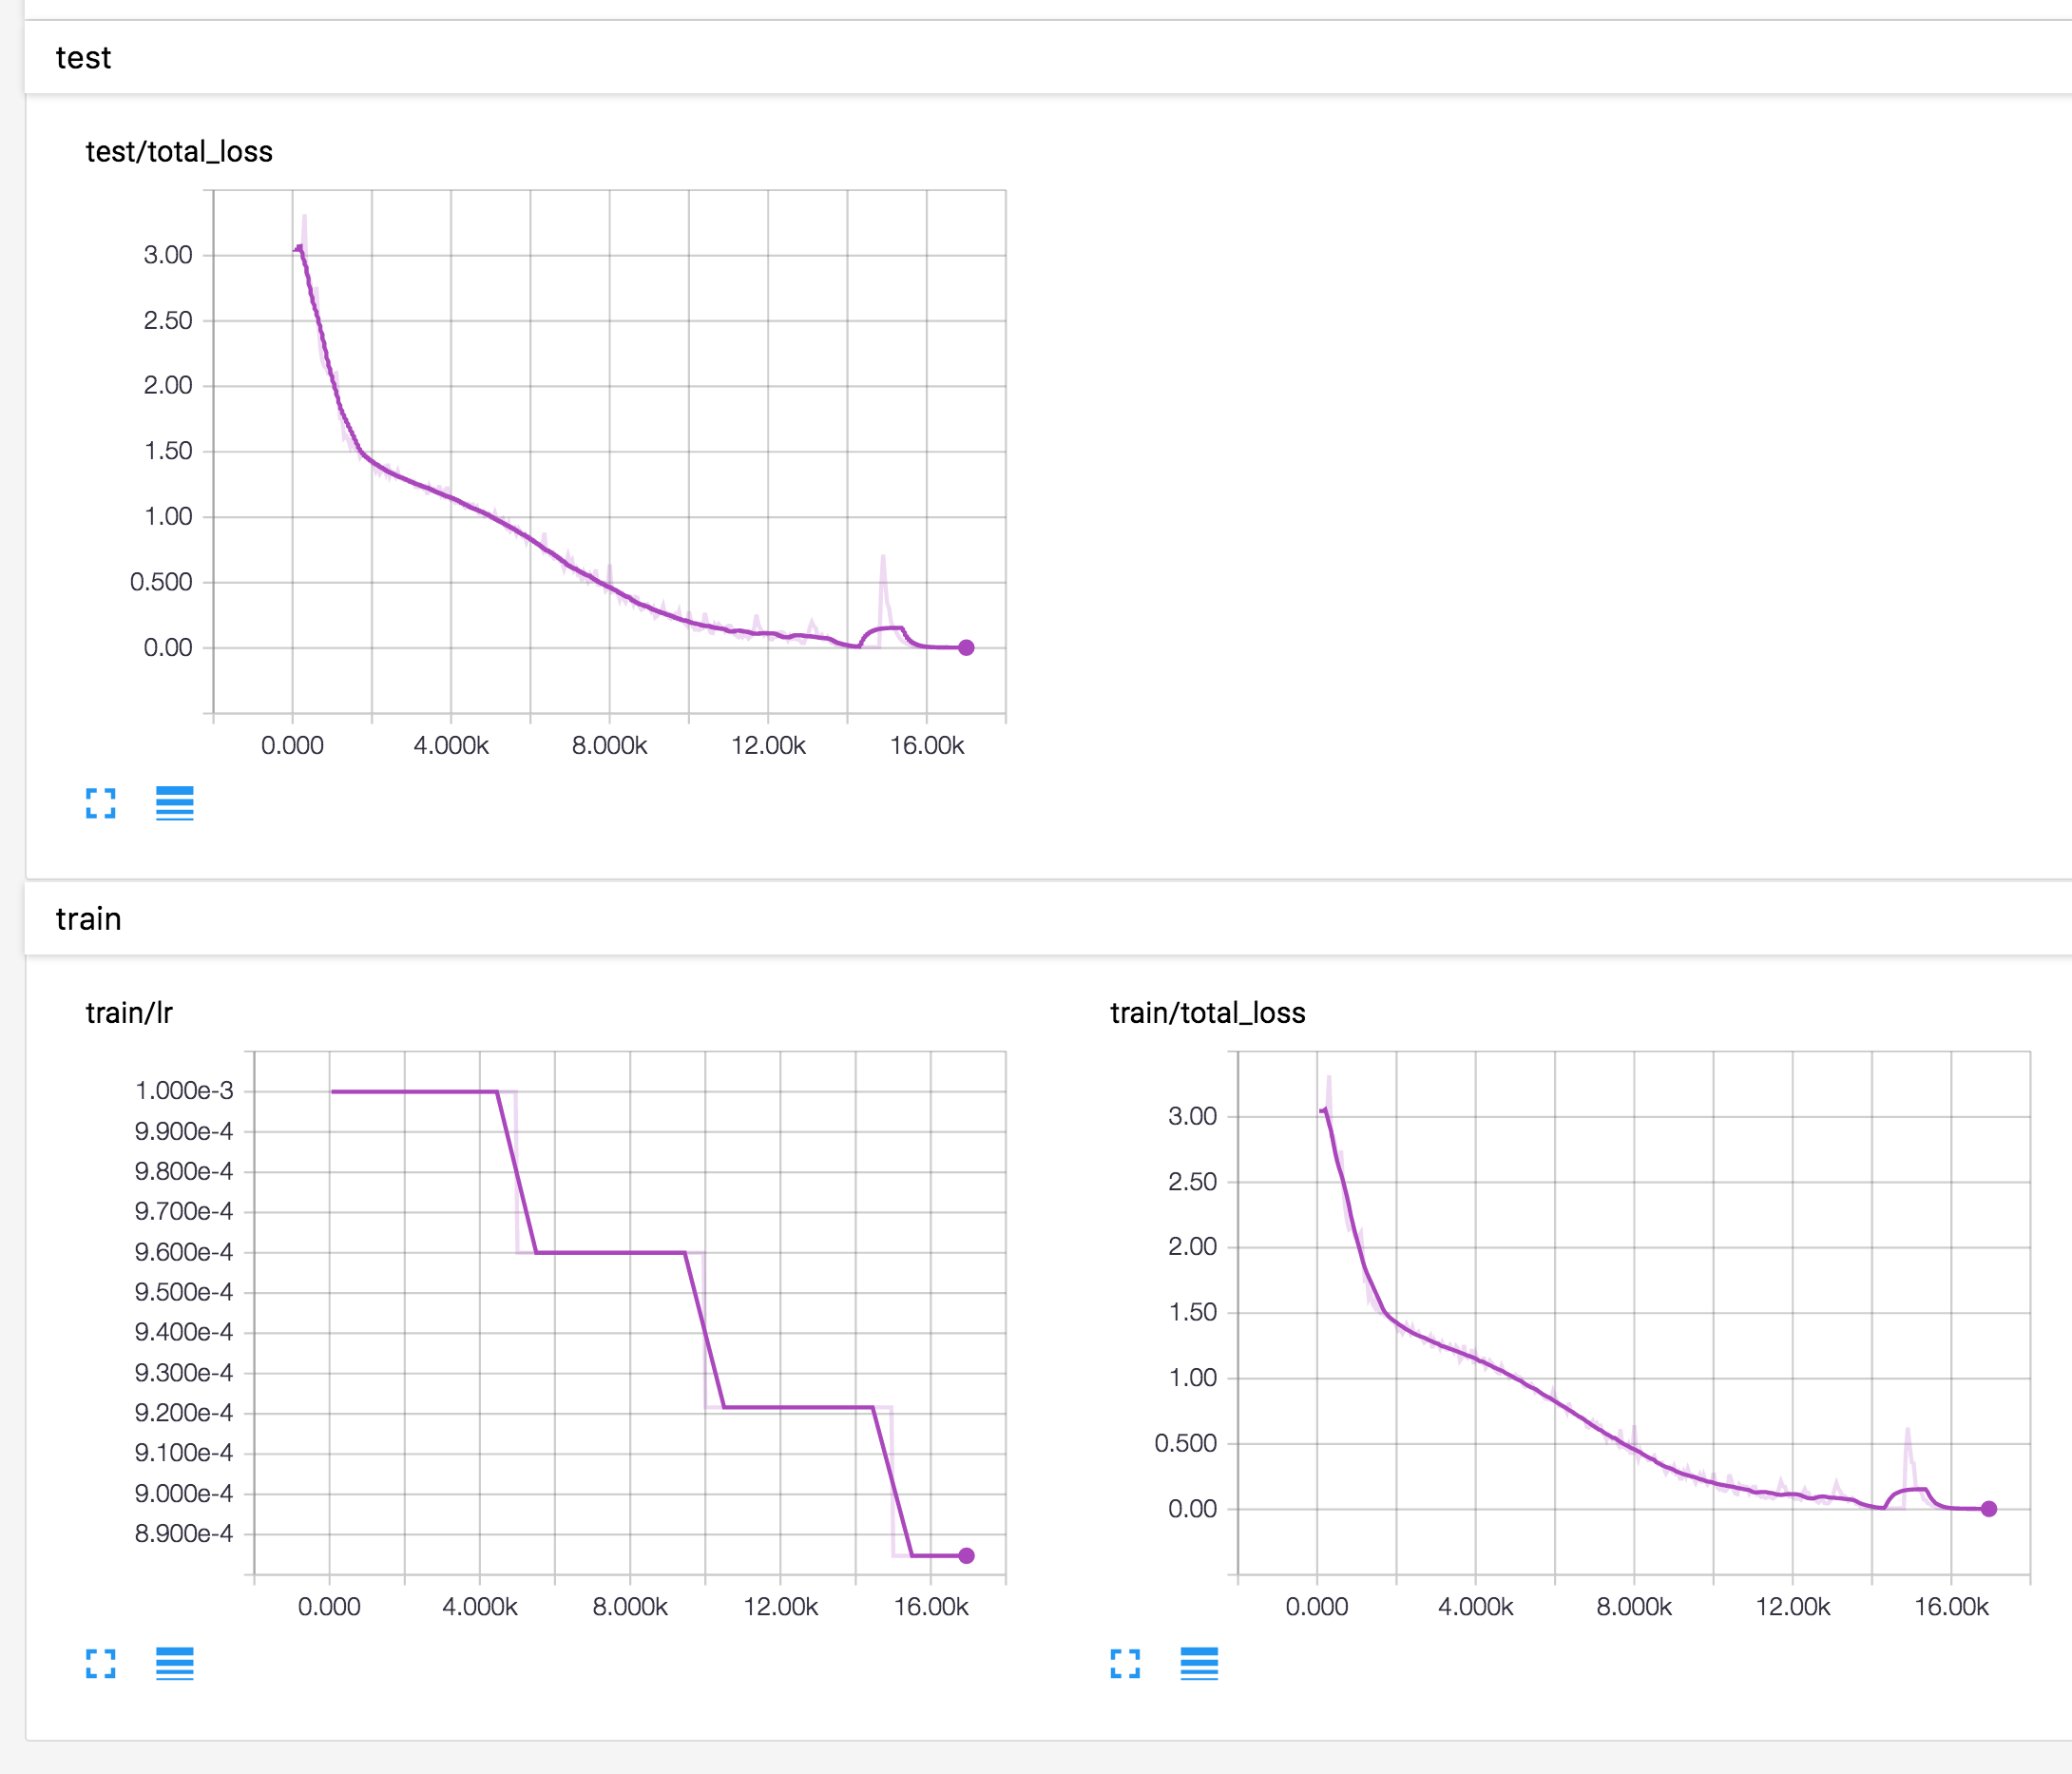 test
test/total_loss
3.00
2.50
2.00
1.50
1.00
0.500
0.00
0.000 4.000k 8.000k 12.00k 16.00k
train
train/lr
1.000e-3
9.900e-4
9.800e-4
9.700e-4
9.600e-4
9.500e-4
9.400e-4
9.300e-4
9.200e-4
9.100e-4
9.000e-4
8.900e-4
0.000 4.000k 8.000k 12.00k 16.00k
train/total_loss
3.00
2.50
2.00
1.50
1.00
0.500
0.00
0.000 4.000k 8.000k 12.00k 16.00k